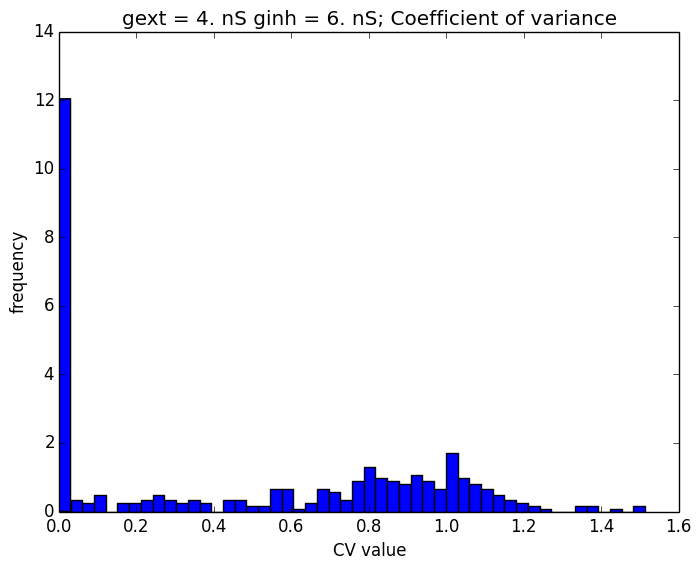 gext = 4. nS ginh = 6. nS; Coefficient of variance
14
12
10
8
6
4
2
0
frequency
0.0 0.2 0.4 0.6 0.8 1.0 1.2 1.4 1.6
CV value